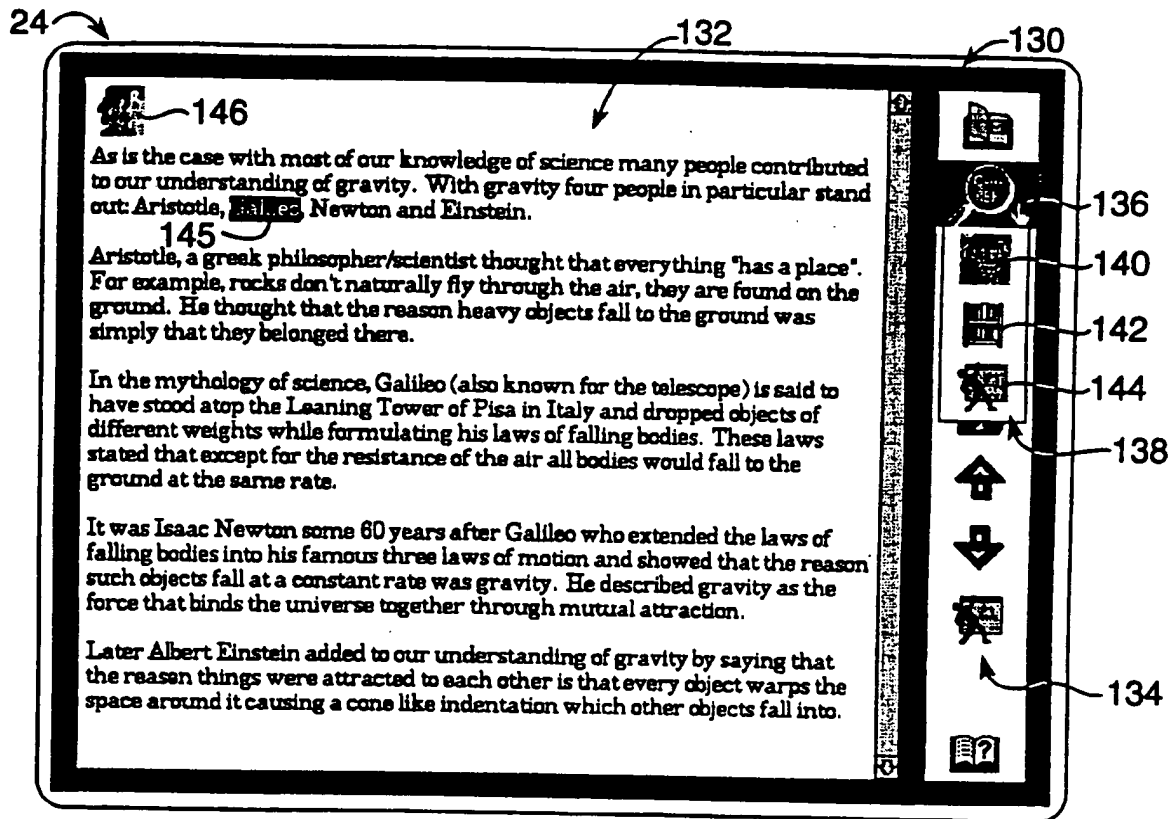 24
132
130
146
As is the case with most of our knowledge of science many people contributed
to our understanding of gravity. With gravity four people in particular stand
out: Aristotle, Newton and Einstein.
136
145
140
Aristotle, a greek philosopher/scientist thought that everything "has a place".
For example, rocks don't naturally fly through the air, they are found on the
ground. He thought that the reason heavy objects fall to the ground was
simply that they belonged there.
142
In the mythology of science, Galileo (also known for the telescope) is said to
have stood atop the Leaning Tower of Pisa in Italy and dropped objects of
different weights while formulating his laws of falling bodies. These laws
stated that except for the resistance of the air all bodies would fall to the
ground at the same rate.
144
138
It was Isaac Newton some 60 years after Galileo who extended the laws of
falling bodies into his famous three laws of motion and showed that the reason
such objects fall at a constant rate was gravity. He described gravity as the
force that binds the universe together through mutual attraction.
Later Albert Einstein added to our understanding of gravity by saying that
the reason things were attracted to each other is that every object warps the
space around it causing a cone like indentation which other objects fall into.
134
?